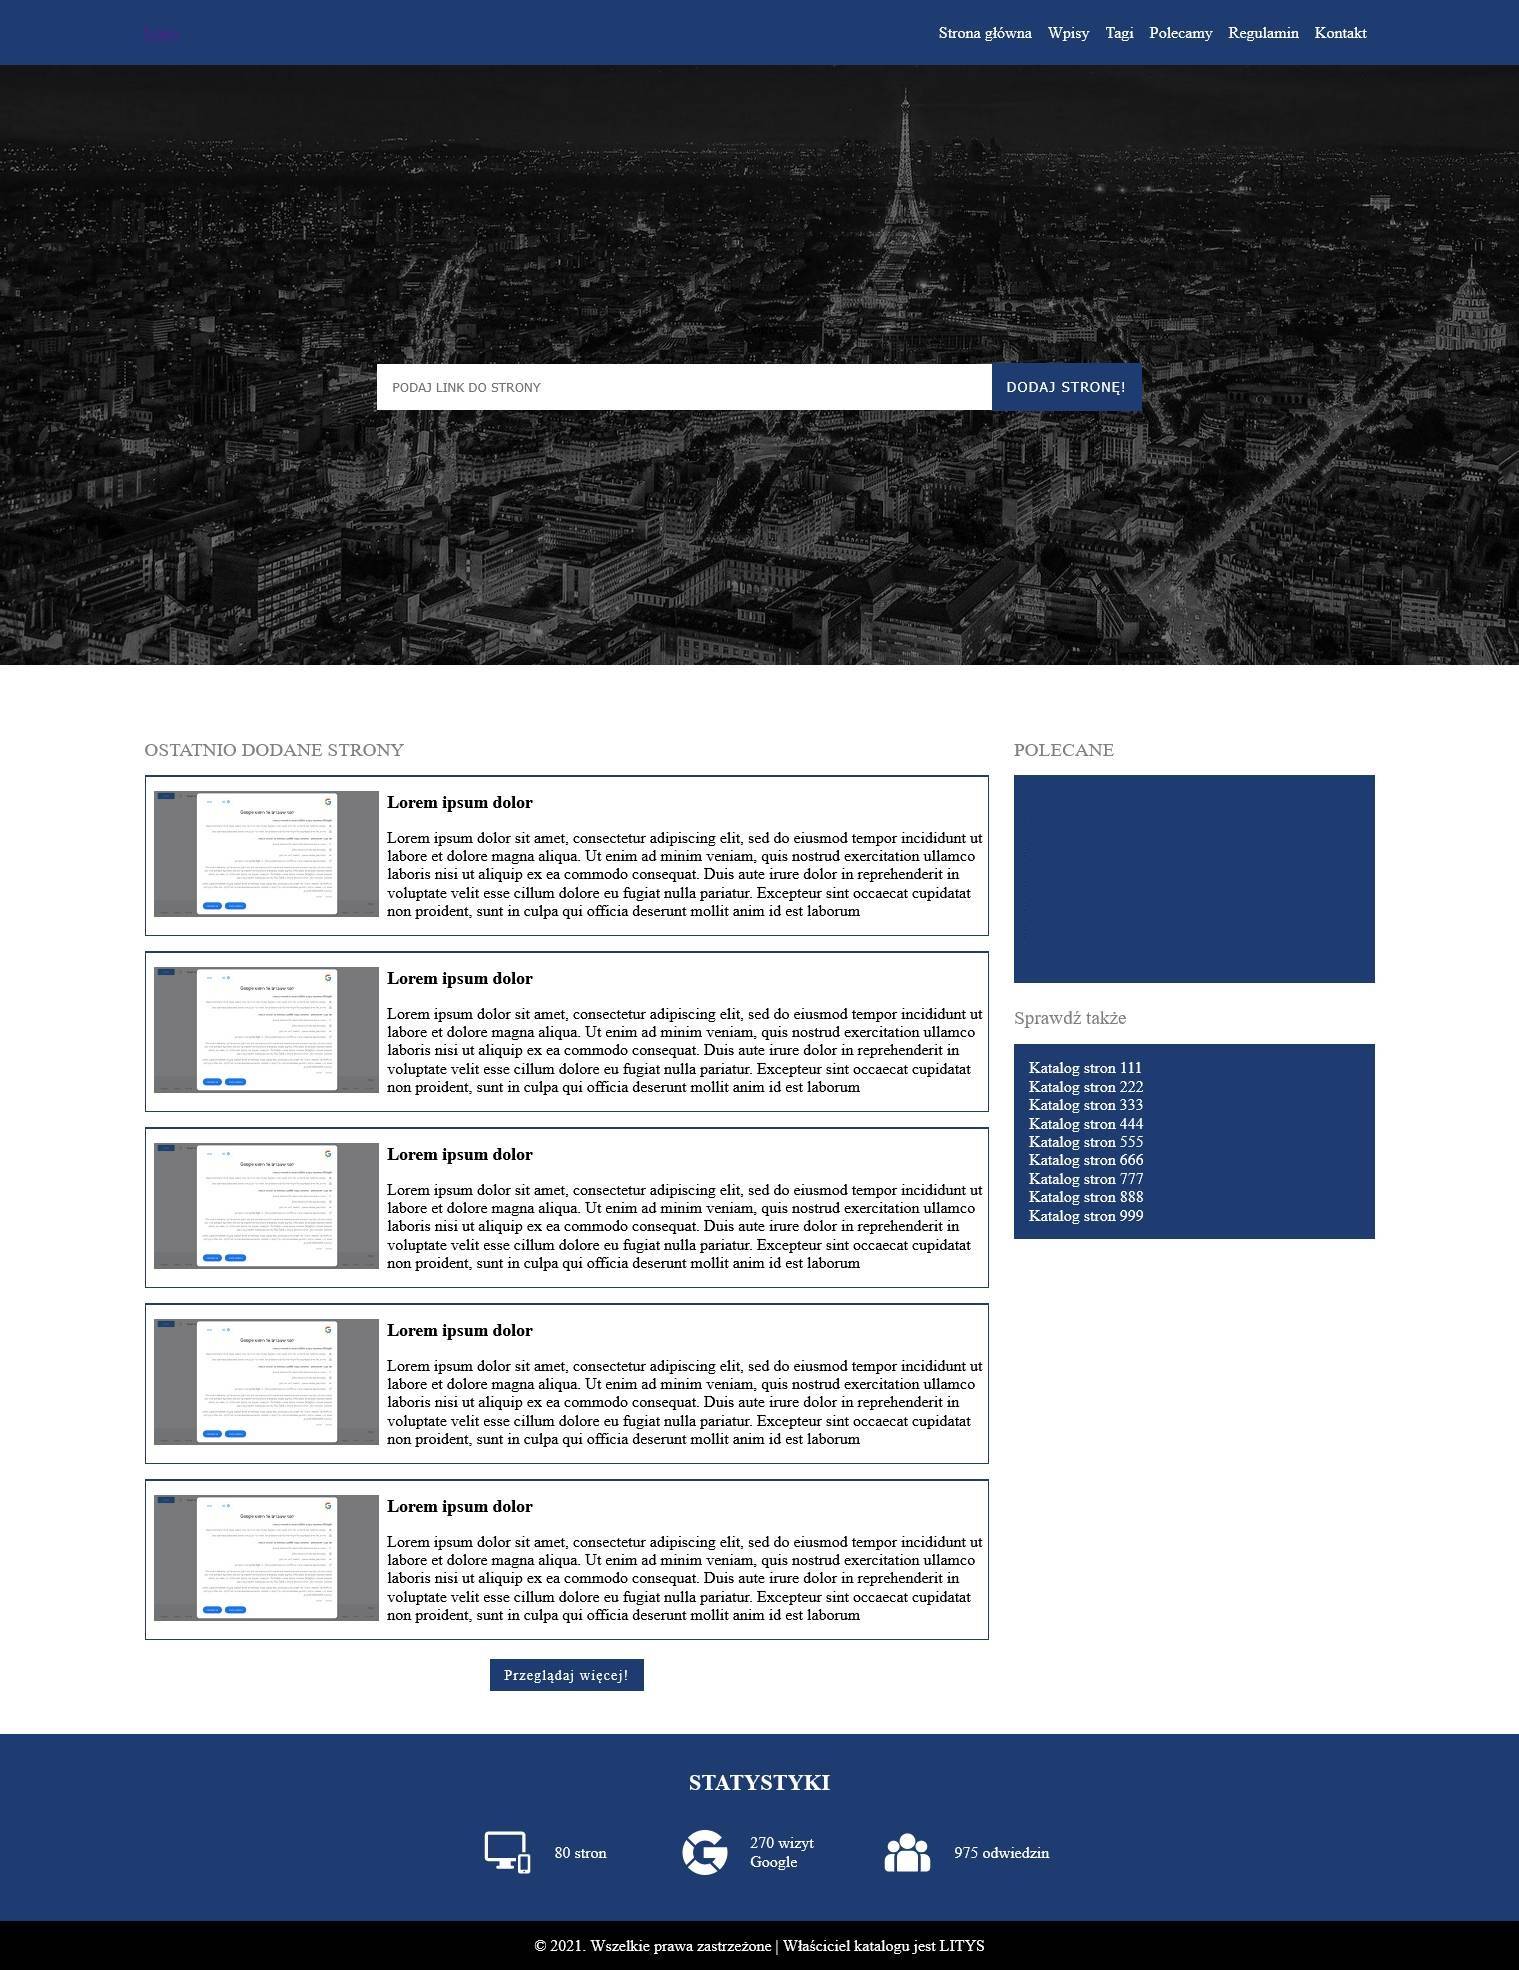 Strona główna Wpisy Tagi Polecamy Regulamin Kontakt
PODAJ LINK DO STRONY
DODAJ STRONĘ!
OSTATNIO DODANE STRONY
Lorem ipsum dolor
Lorem ipsum dolor sit amet, consectetur adipiscing elit, sed do eiusmod tempor incididunt ut
labore et dolore magna aliqua. Ut enim ad minim veniam, quis nostrud exercitation ullamco
laboris nisi ut aliquip ex ea commodo consequat. Duis aute irure dolor in reprehenderit in
voluptate velit esse cillum dolore eu fugiat nulla pariatur. Excepteur sint occaecat cupidatat
non proident, sunt in culpa qui officia deserunt mollit anim id est laborum
Lorem ipsum dolor
Lorem ipsum dolor sit amet, consectetur adipiscing elit, sed do eiusmod tempor incididunt ut
labore et dolore magna aliqua. Ut enim ad minim veniam, quis nostrud exercitation ullamco
laboris nisi ut aliquip ex ea commodo consequat. Duis aute irure dolor in reprehenderit in
voluptate velit esse cillum dolore eu fugiat nulla pariatur. Excepteur sint occaecat cupidatat
non proident, sunt in culpa qui officia deserunt mollit anim id est laborum
Lorem ipsum dolor
Lorem ipsum dolor sit amet, consectetur adipiscing elit, sed do eiusmod tempor incididunt ut
labore et dolore magna aliqua. Ut enim ad minim veniam, quis nostrud exercitation ullamco
laboris nisi ut aliquip ex ea commodo consequat. Duis aute irure dolor in reprehenderit in
voluptate velit esse cillum dolore eu fugiat nulla pariatur. Excepteur sint occaecat cupidatat
non proident, sunt in culpa qui officia deserunt mollit anim id est laborum
Lorem ipsum dolor
Lorem ipsum dolor sit amet, consectetur adipiscing elit, sed do eiusmod tempor incididunt ut
labore et dolore magna aliqua. Ut enim ad minim veniam, quis nostrud exercitation ullamco
laboris nisi ut aliquip ex ea commodo consequat. Duis aute irure dolor in reprehenderit in
voluptate velit esse cillum dolore eu fugiat nulla pariatur. Excepteur sint occaecat cupidatat
non proident, sunt in culpa qui officia deserunt mollit anim id est laborum
Lorem ipsum dolor
Lorem ipsum dolor sit amet, consectetur adipiscing elit, sed do eiusmod tempor incididunt ut
labore et dolore magna aliqua. Ut enim ad minim veniam, quis nostrud exercitation ullamco
laboris nisi ut aliquip ex ea commodo consequat. Duis aute irure dolor in reprehenderit in
voluptate velit esse cillum dolore eu fugiat nulla pariatur. Excepteur sint occaecat cupidatat
non proident, sunt in culpa qui officia deserunt mollit anim id est laborum
Przeglądaj więcej!
POLECANE
Sprawdź także
Katalog stron 111
Katalog stron 222
Katalog stron 333
Katalog stron 444
Katalog stron 555
Katalog stron 666
Katalog stron 777
Katalog stron 888
Katalog stron 999
STATYSTYKI
80 stron
270 wizyt
Google
975 odwiedzin
© 2021. Wszelkie prawa zastrzeżone | Właściciel katalogu jest LITYS